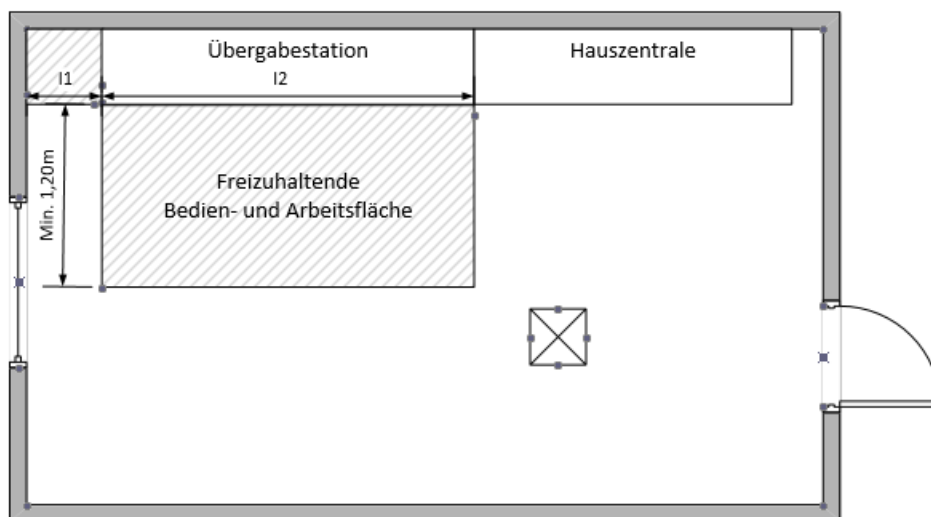 Übergabestation
Hauszentrale
l1
l2
Min. 1,20m
Freizuhaltende
Bedien- und Arbeitsfläche